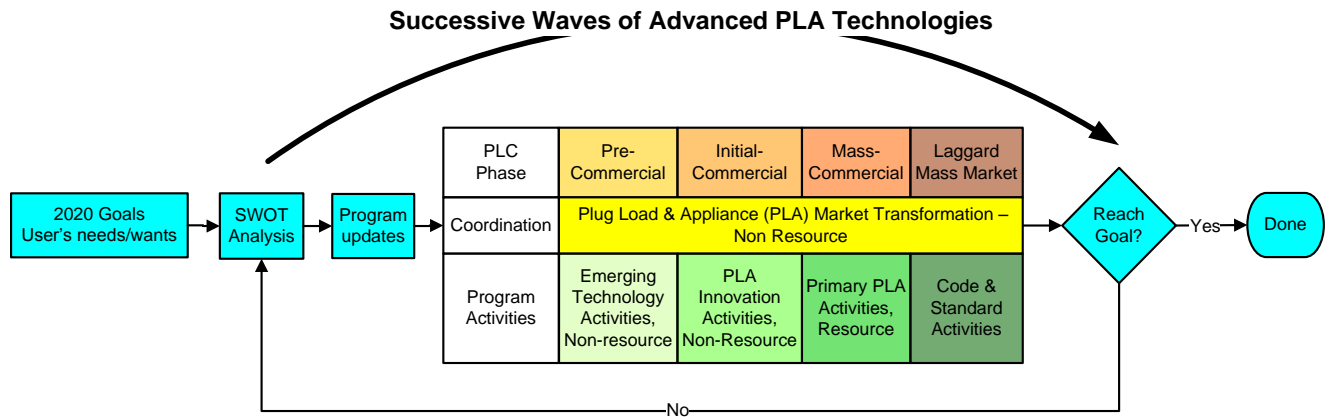 Successive Waves of Advanced PLA Technologies
2020 Goals
User's needs/wants
SWOT
Analysis
Program
updates
PLC
Phase
Pre-
Commercial
Initial-
Commercial
Mass-
Commercial
Laggard
Mass Market
Coordination
Plug Load & Appliance (PLA) Market Transformation –
Non Resource
Program
Activities
Emerging
Technology
Activities,
Non-resource
PLA
Innovation
Activities,
Non-Resource
Primary PLA
Activities,
Resource
Code &
Standard
Activities
Reach
Goal?
Yes
Done
No